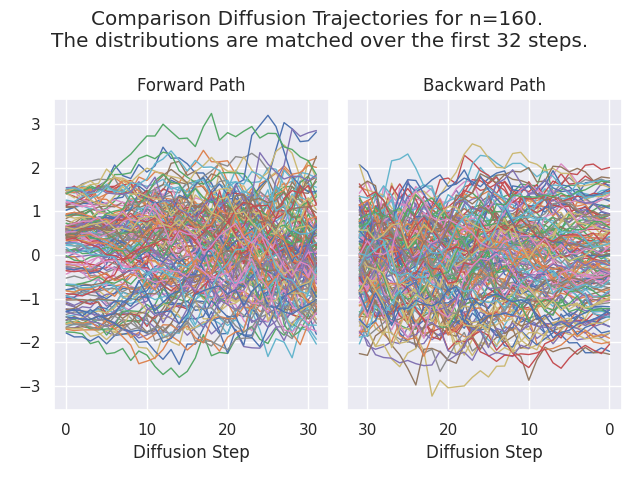 Comparison Diffusion Trajectories for n=160.
The distributions are matched over the first 32 steps.
Forward Path
Backward Path
3
2
1
0
−1
−2
−3
0 10 20 30
30 20 10 0
Diffusion Step
Diffusion Step